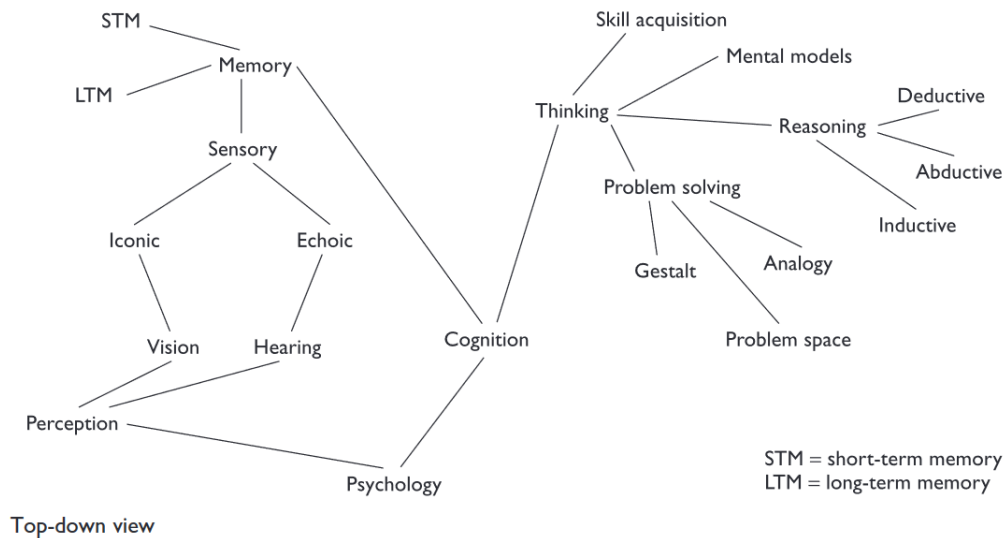 STM
Skill acquisition
Memory
Mental models
LTM
Deductive
Thinking
Reasoning
Sensory
Abductive
Problem solving
Inductive
Iconic
Echoic
Gestalt
Analogy
Vision
Hearing
Cognition
Problem space
Perception
STM = short-term memory
LTM = long-term memory
Psychology
Top-down view